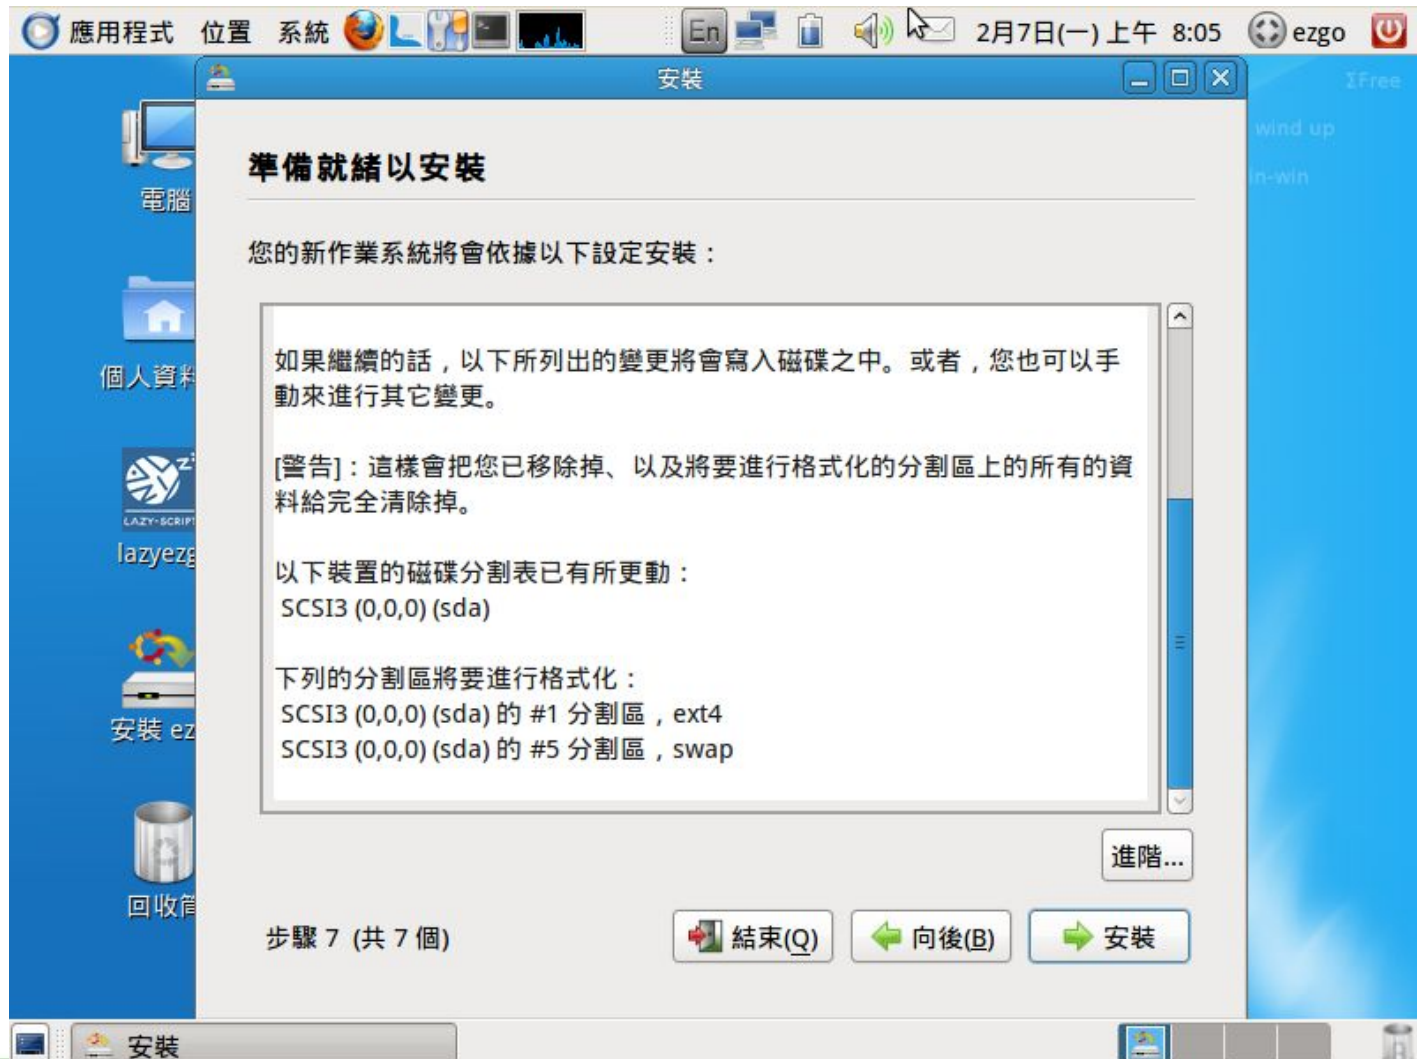 應用程式 位置 系統 En 2月7日(一) 上午 8:05 ezgo
安裝
ΣFree
wind up
in-win
電腦
個人資料
LAZY-SCRIPT
lazyezg
安裝 ez
回收筒
準備就緒以安裝
您的新作業系統將會依據以下設定安裝：
如果繼續的話，以下所列出的變更將會寫入磁碟之中。或者，您也可以手
動來進行其它變更。
[警告]：這樣會把您已移除掉、以及將要進行格式化的分割區上的所有的資
料給完全清除掉。
以下裝置的磁碟分割表已有所更動：
SCSI3 (0,0,0) (sda)
下列的分割區將要進行格式化：
SCSI3 (0,0,0) (sda) 的 #1 分割區，ext4
SCSI3 (0,0,0) (sda) 的 #5 分割區，swap
進階...
步驟 7 (共 7 個)
結束(Q) 向後(B) 安裝
安裝